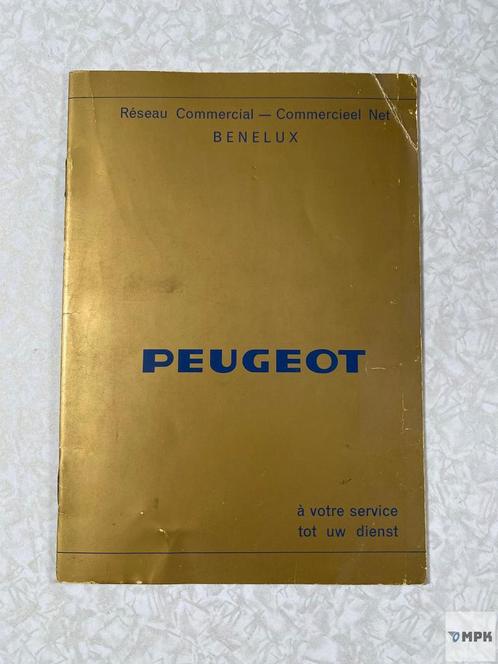 Réseau Commercial — Commercieel Net
BENELUX
PEUGEOT
à votre service
tot uw dienst
MPK